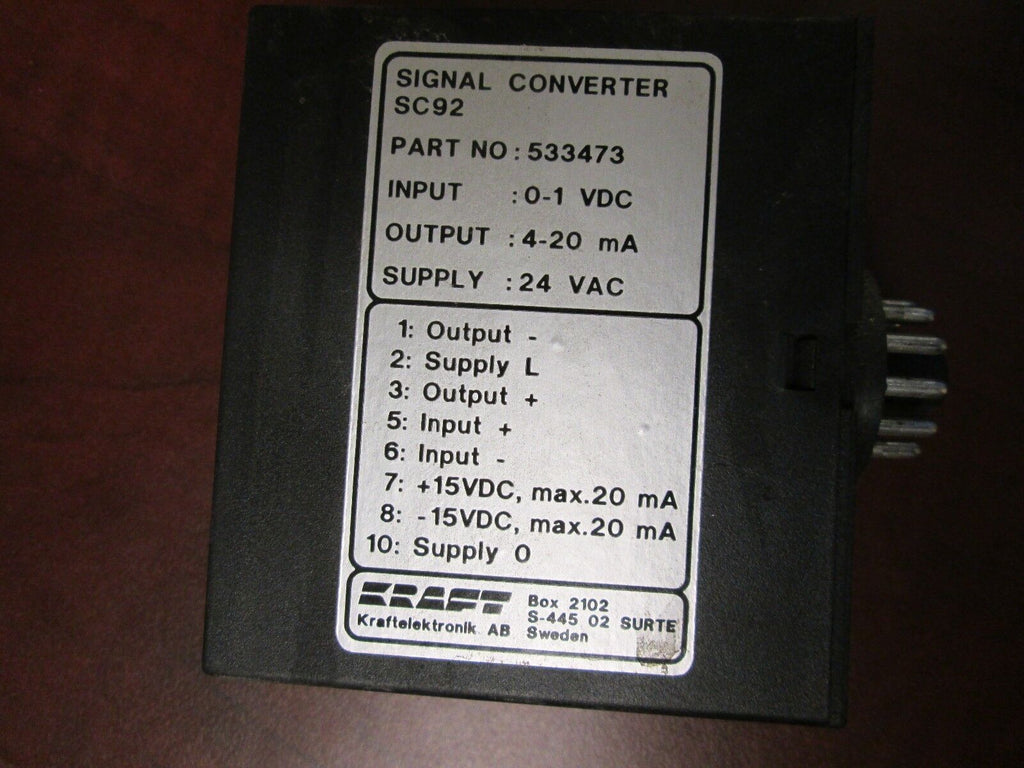 SIGNAL CONVERTER
SC92
PART NO : 533473
INPUT : 0-1 VDC
OUTPUT : 4-20 mA
SUPPLY : 24 VAC
1: Output -
2: Supply L
3: Output +
5: Input +
6: Input -
7: +15VDC, max.20 mA
8: -15VDC, max.20 mA
10: Supply 0
KRAFT
Kraftelektronik AB
Box 2102
S-445 02 SURTE
Sweden